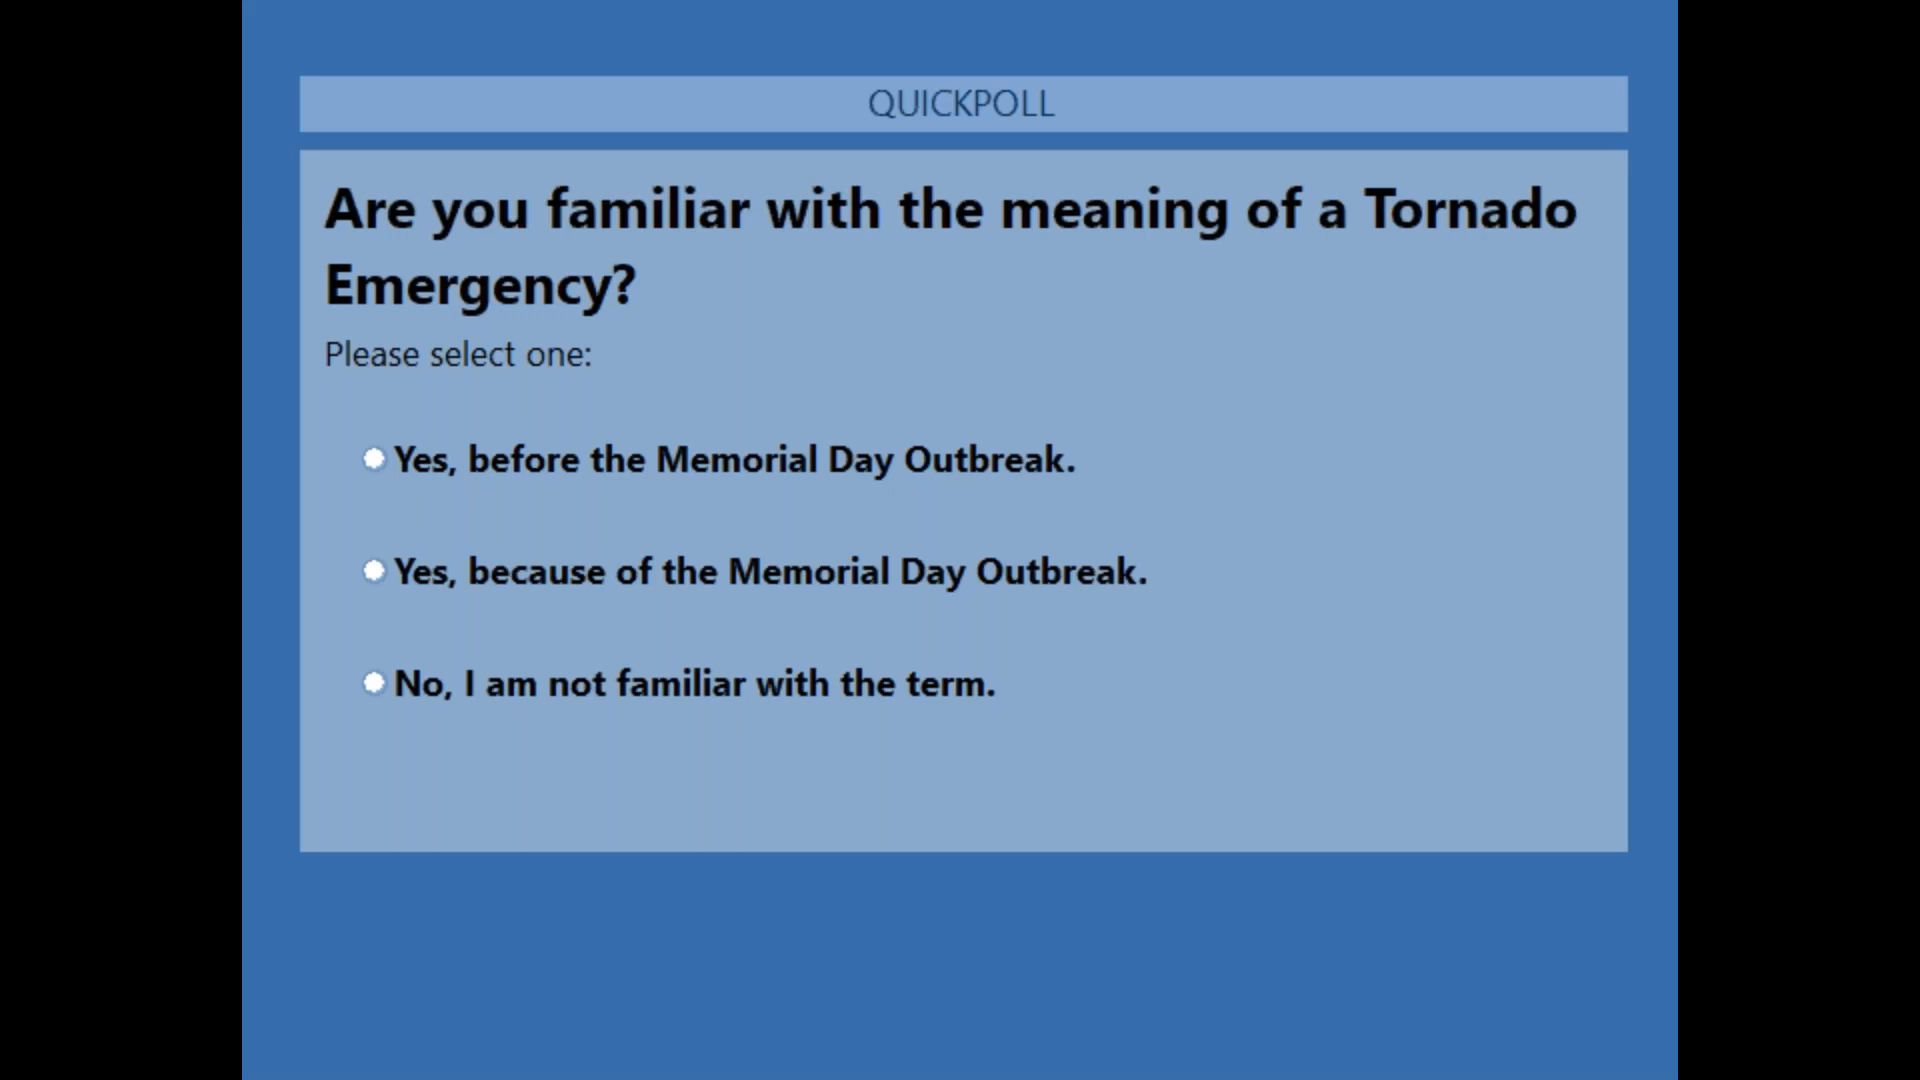 QUICKPOLL
Are you familiar with the meaning of a Tornado
Emergency?
Please select one:
Yes, before the Memorial Day Outbreak.
Yes, because of the Memorial Day Outbreak.
No, I am not familiar with the term.